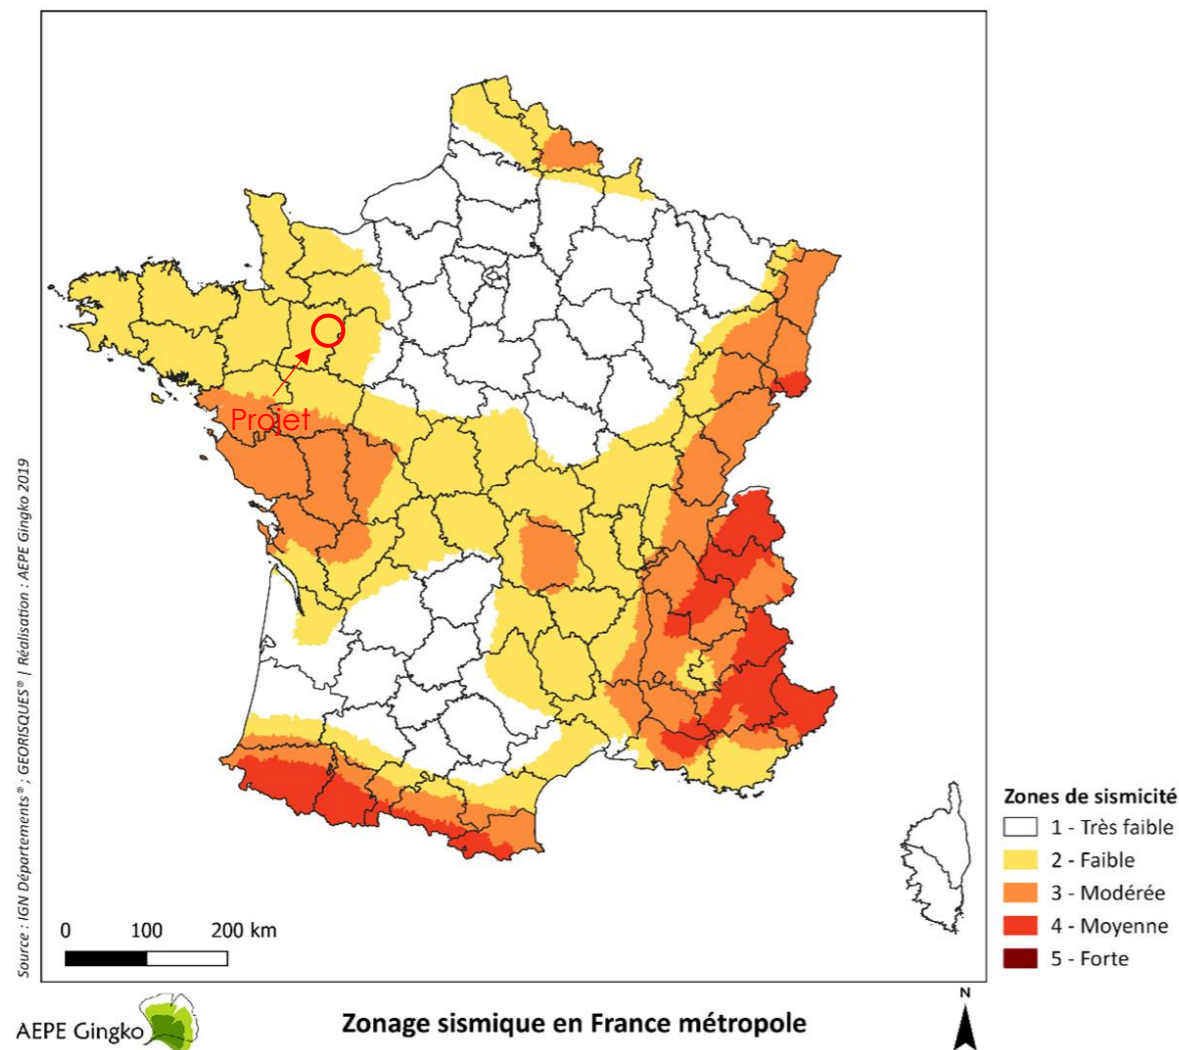 Projet
Source : IGN Départements® ; GEORISQUES® | Réalisation : AEPE Gingko 2019
Zones de sismicité
1 - Très faible
2 - Faible
3 - Modérée
4 - Moyenne
5 - Forte
0 100 200 km
AEPE Gingko
Zonage sismique en France métropole
N